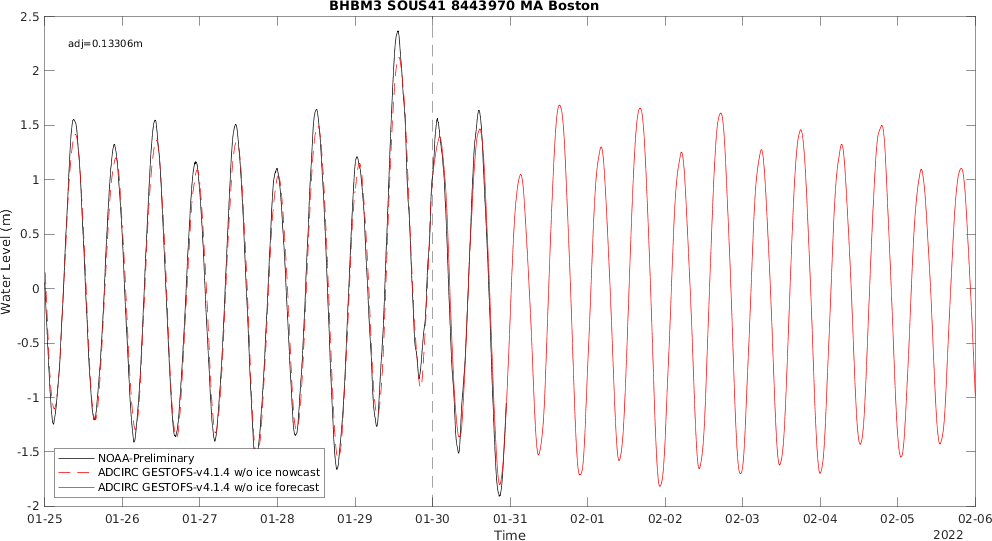 BHBM3 SOUS41 8443970 MA Boston
adj=0.13306m
2.5
2
1.5
1
0.5
0
-0.5
-1
-1.5
-2
Water Level (m)
NOAA-Preliminary
ADCIRC GESTOFS-v4.1.4 w/o ice nowcast
ADCIRC GESTOFS-v4.1.4 w/o ice forecast
01-25 01-26 01-27 01-28 01-29 01-30 01-31 02-01 02-02 02-03 02-04 02-05 02-06
Time
2022